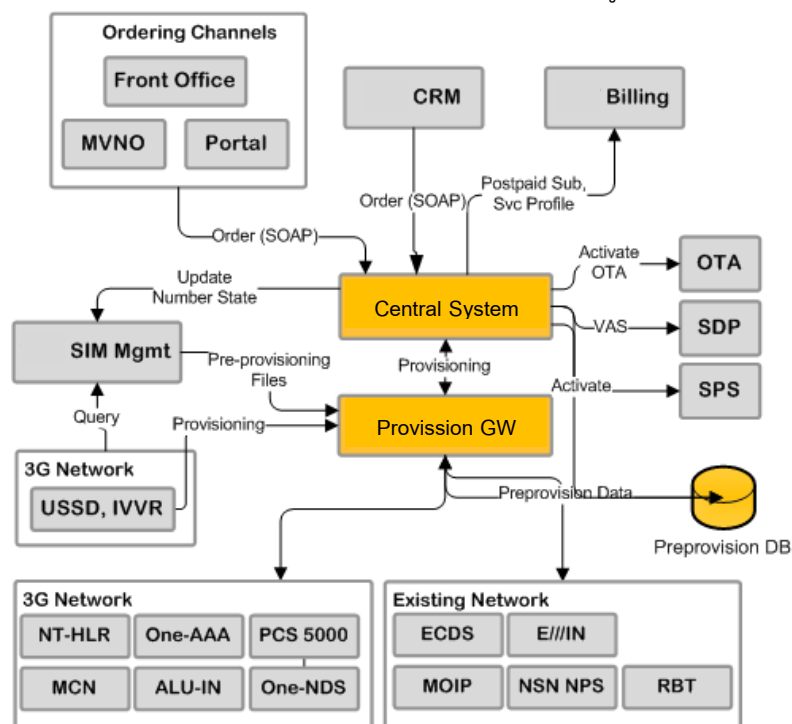 Ordering Channels
Front Office
MVNO
Portal
CRM
Billing
Order (SOAP)
Postpaid Sub,
Svc Profile
Order (SOAP)
Activate
OTA
OTA
Update
Number State
Central System
VAS
SDP
SIM Mgmt
Pre-provisioning
Files
Provisioning
Activate
SPS
Query
Provisioning
Provission GW
3G Network
USSD, IVVR
Preprovision Data
Preprovision DB
3G Network
NT-HLR
One-AAA
PCS 5000
MCN
ALU-IN
One-NDS
Existing Network
ECDS
E///IN
MOIP
NSN NPS
RBT